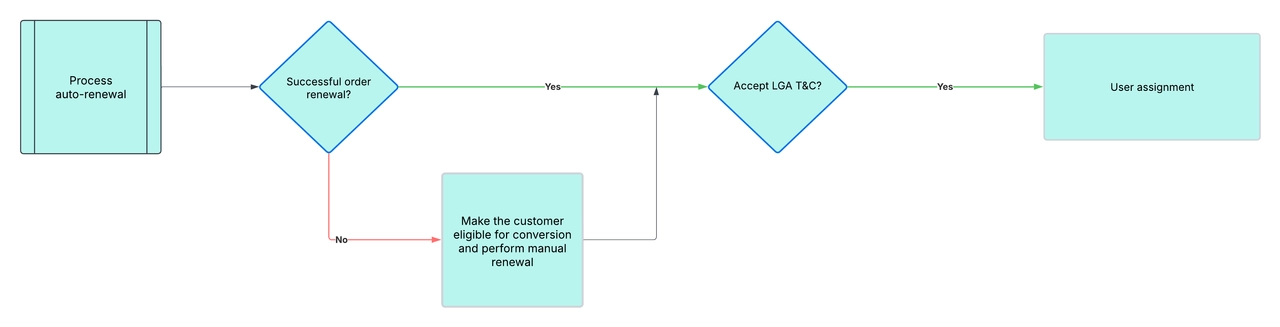 Process
auto-renewal
Successful order
renewal?
Yes
Accept LGA T&C?
Yes
User assignment
No
Make the customer
eligible for conversion
and perform manual
renewal